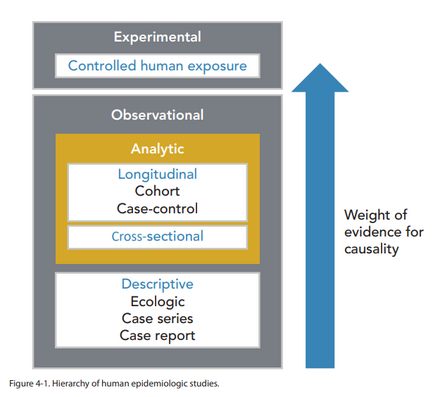 Experimental
Controlled human exposure
Observational
Analytic
Longitudinal
Cohort
Case-control
Cross-sectional
Descriptive
Ecologic
Case series
Case report
Weight of
evidence for
causality
Figure 4-1. Hierarchy of human epidemiologic studies.